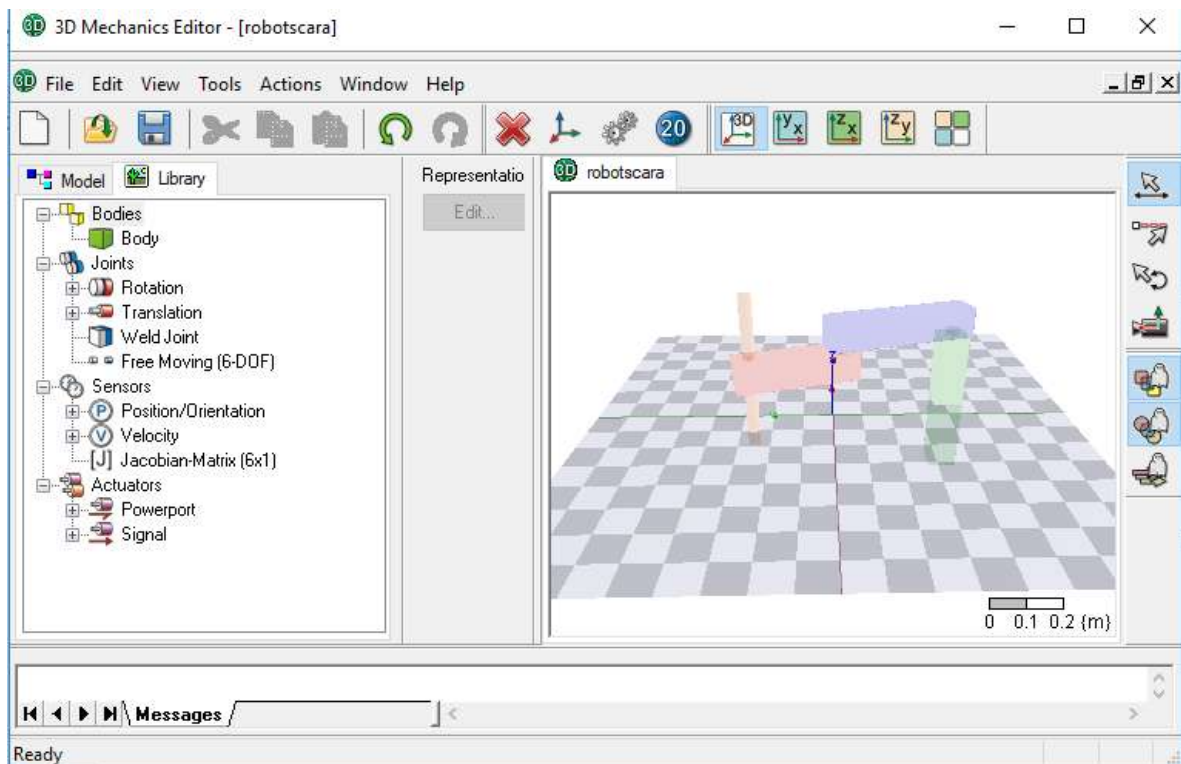 3D Mechanics Editor - [robotscara]
File Edit View Tools Actions Window Help
20 3D y x z x z y
Model Library
Representatio
robotscara
Edit...
Bodies
Body
Joints
Rotation
Translation
Weld Joint
Free Moving (6-DOF)
Sensors
P Position/Orientation
V Velocity
[J] Jacobian-Matrix (6x1)
Actuators
Powerport
Signal
z
0 0.1 0.2 {m}
Messages
Ready